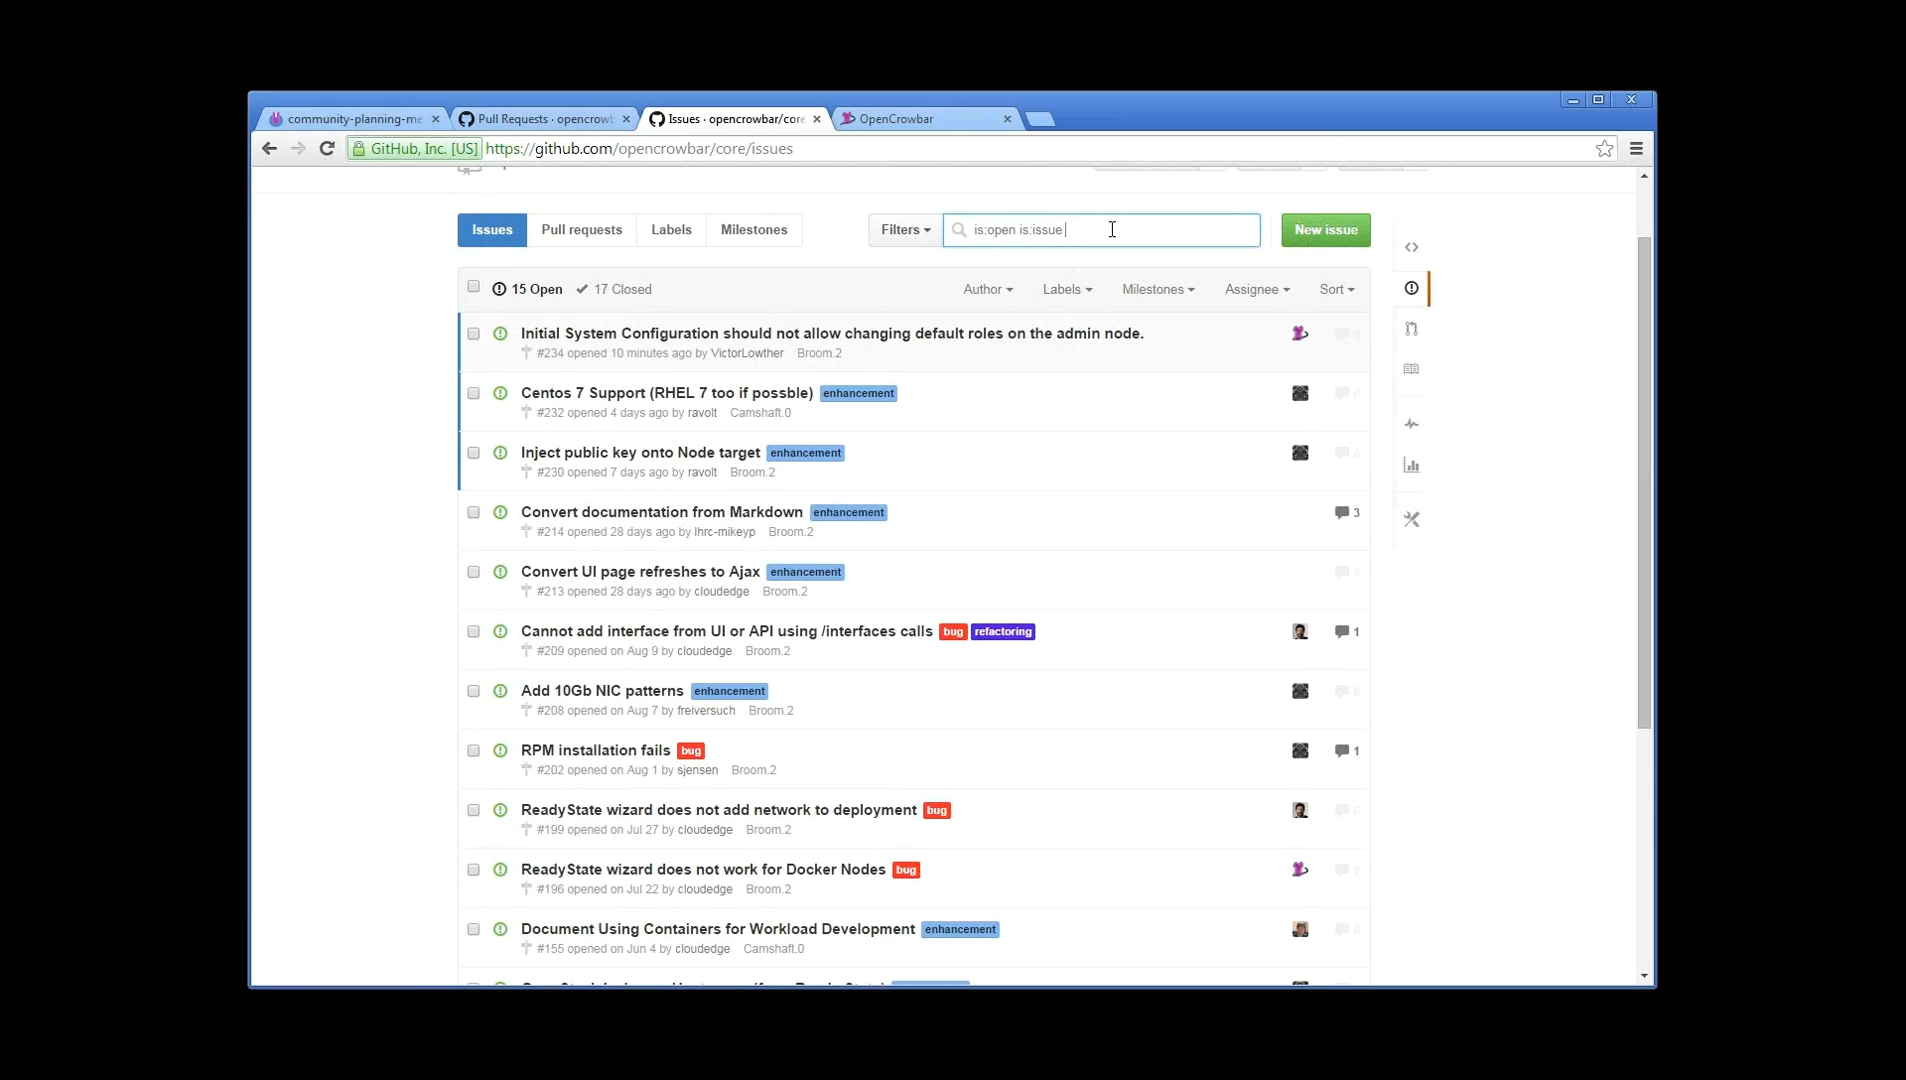 community-planning-me
Pull Requests · opencrowb
Issues · opencrowbar/core
OpenCrowbar
GitHub, Inc. [US]
https://github.com/opencrowbar/core/issues
Issues
Pull requests
Labels
Milestones
Filters
is:open is:issue
New issue
15 Open
17 Closed
Author
Labels
Milestones
Assignee
Sort
Initial System Configuration should not allow changing default roles on the admin node.
#234 opened 10 minutes ago by VictorLowther Broom.2
Centos 7 Support (RHEL 7 too if possble) enhancement
0
#232 opened 4 days ago by ravolt Camshaft.0
Inject public key onto Node target enhancement
0
#230 opened 7 days ago by ravolt Broom.2
Convert documentation from Markdown enhancement
3
#214 opened 28 days ago by lhrc-mikeyp Broom.2
Convert UI page refreshes to Ajax enhancement
0
#213 opened 28 days ago by cloudedge Broom.2
Cannot add interface from UI or API using /interfaces calls bug refactoring
1
#209 opened on Aug 9 by cloudedge Broom.2
Add 10Gb NIC patterns enhancement
0
#208 opened on Aug 7 by freiversuch Broom.2
RPM installation fails bug
1
#202 opened on Aug 1 by sjensen Broom.2
ReadyState wizard does not add network to deployment bug
0
#199 opened on Jul 27 by cloudedge Broom.2
ReadyState wizard does not work for Docker Nodes bug
0
#196 opened on Jul 22 by cloudedge Broom.2
Document Using Containers for Workload Development enhancement
0
#155 opened on Jun 4 by cloudedge Camshaft.0